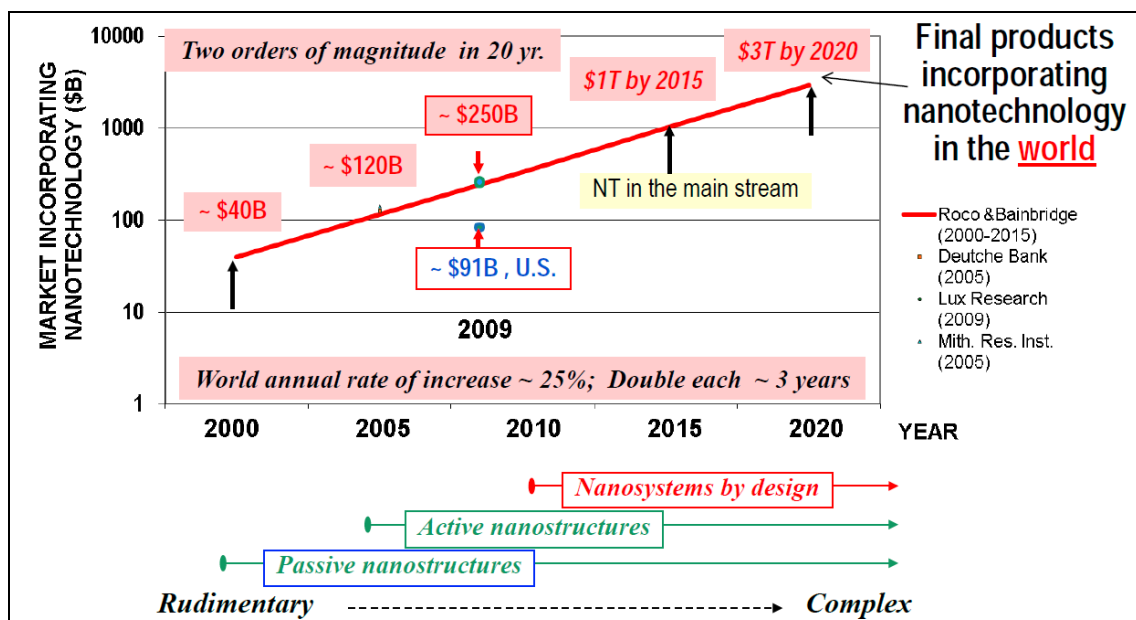 10000
1000
100
10
1
MARKET INCORPORATING
NANOTECHNOLOGY ($B)
Two orders of magnitude in 20 yr.
~ $40B
~ $120B
~ $250B
~ $91B , U.S.
2009
$1T by 2015
$3T by 2020
NT in the main stream
World annual rate of increase ~ 25%; Double each ~ 3 years
Final products
incorporating
nanotechnology
in the world
Roco &Bainbridge
(2000-2015)
Deutche Bank
(2005)
Lux Research
(2009)
Mith. Res. Inst.
(2005)
2000 2005 2010 2015 2020 YEAR
Nanosystems by design
Active nanostructures
Passive nanostructures
Rudimentary Complex